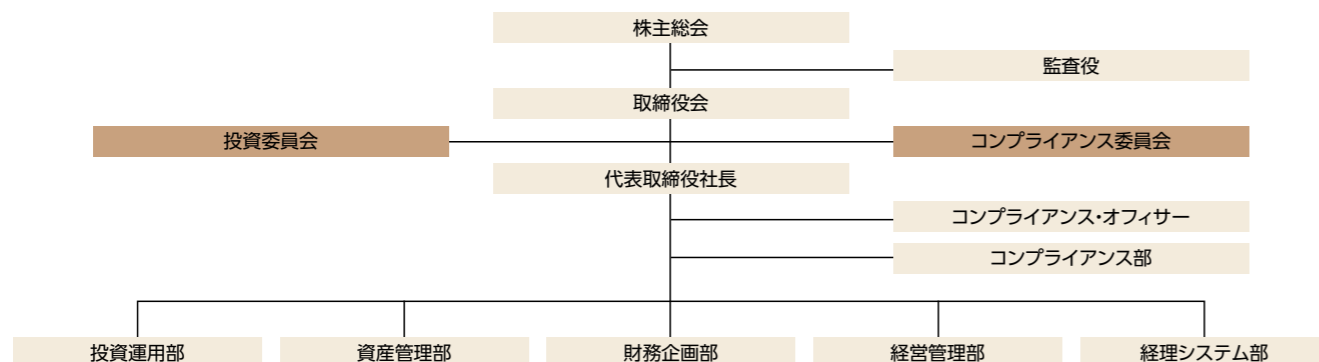 株主総会
監査役
取締役会
投資委員会
コンプライアンス委員会
代表取締役社長
コンプライアンス・オフィサー
コンプライアンス部
投資運用部
資産管理部
財務企画部
経営管理部
経理システム部